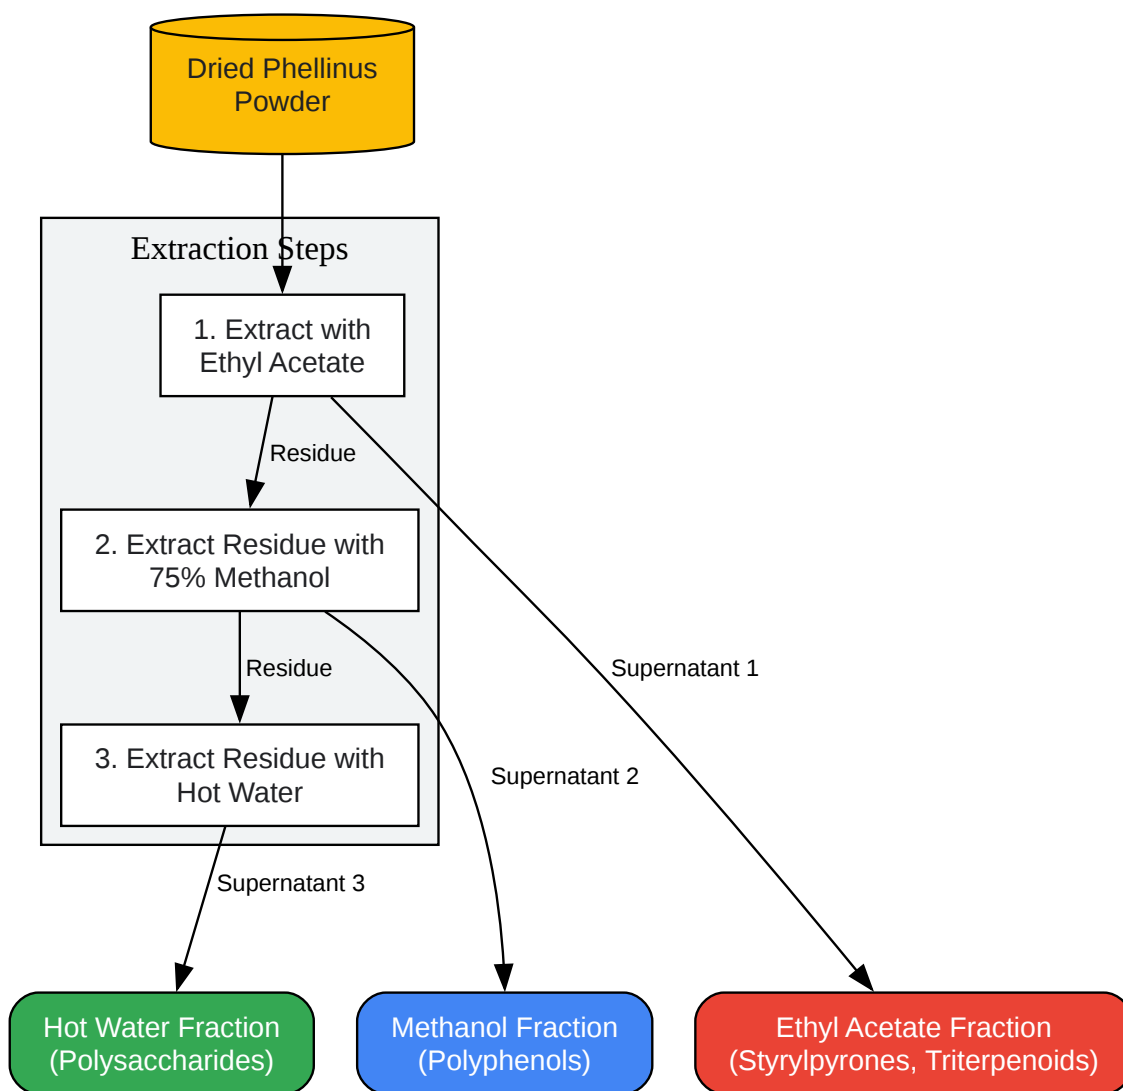 Dried Phellinus
Powder
Extraction Steps
1. Extract with
Ethyl Acetate
Residue
2. Extract Residue with
75% Methanol
Residue
Supernatant 1
3. Extract Residue with
Hot Water
Supernatant 2
Supernatant 3
Hot Water Fraction
(Polysaccharides)
Methanol Fraction
(Polyphenols)
Ethyl Acetate Fraction
(Styrylpyrones, Triterpenoids)